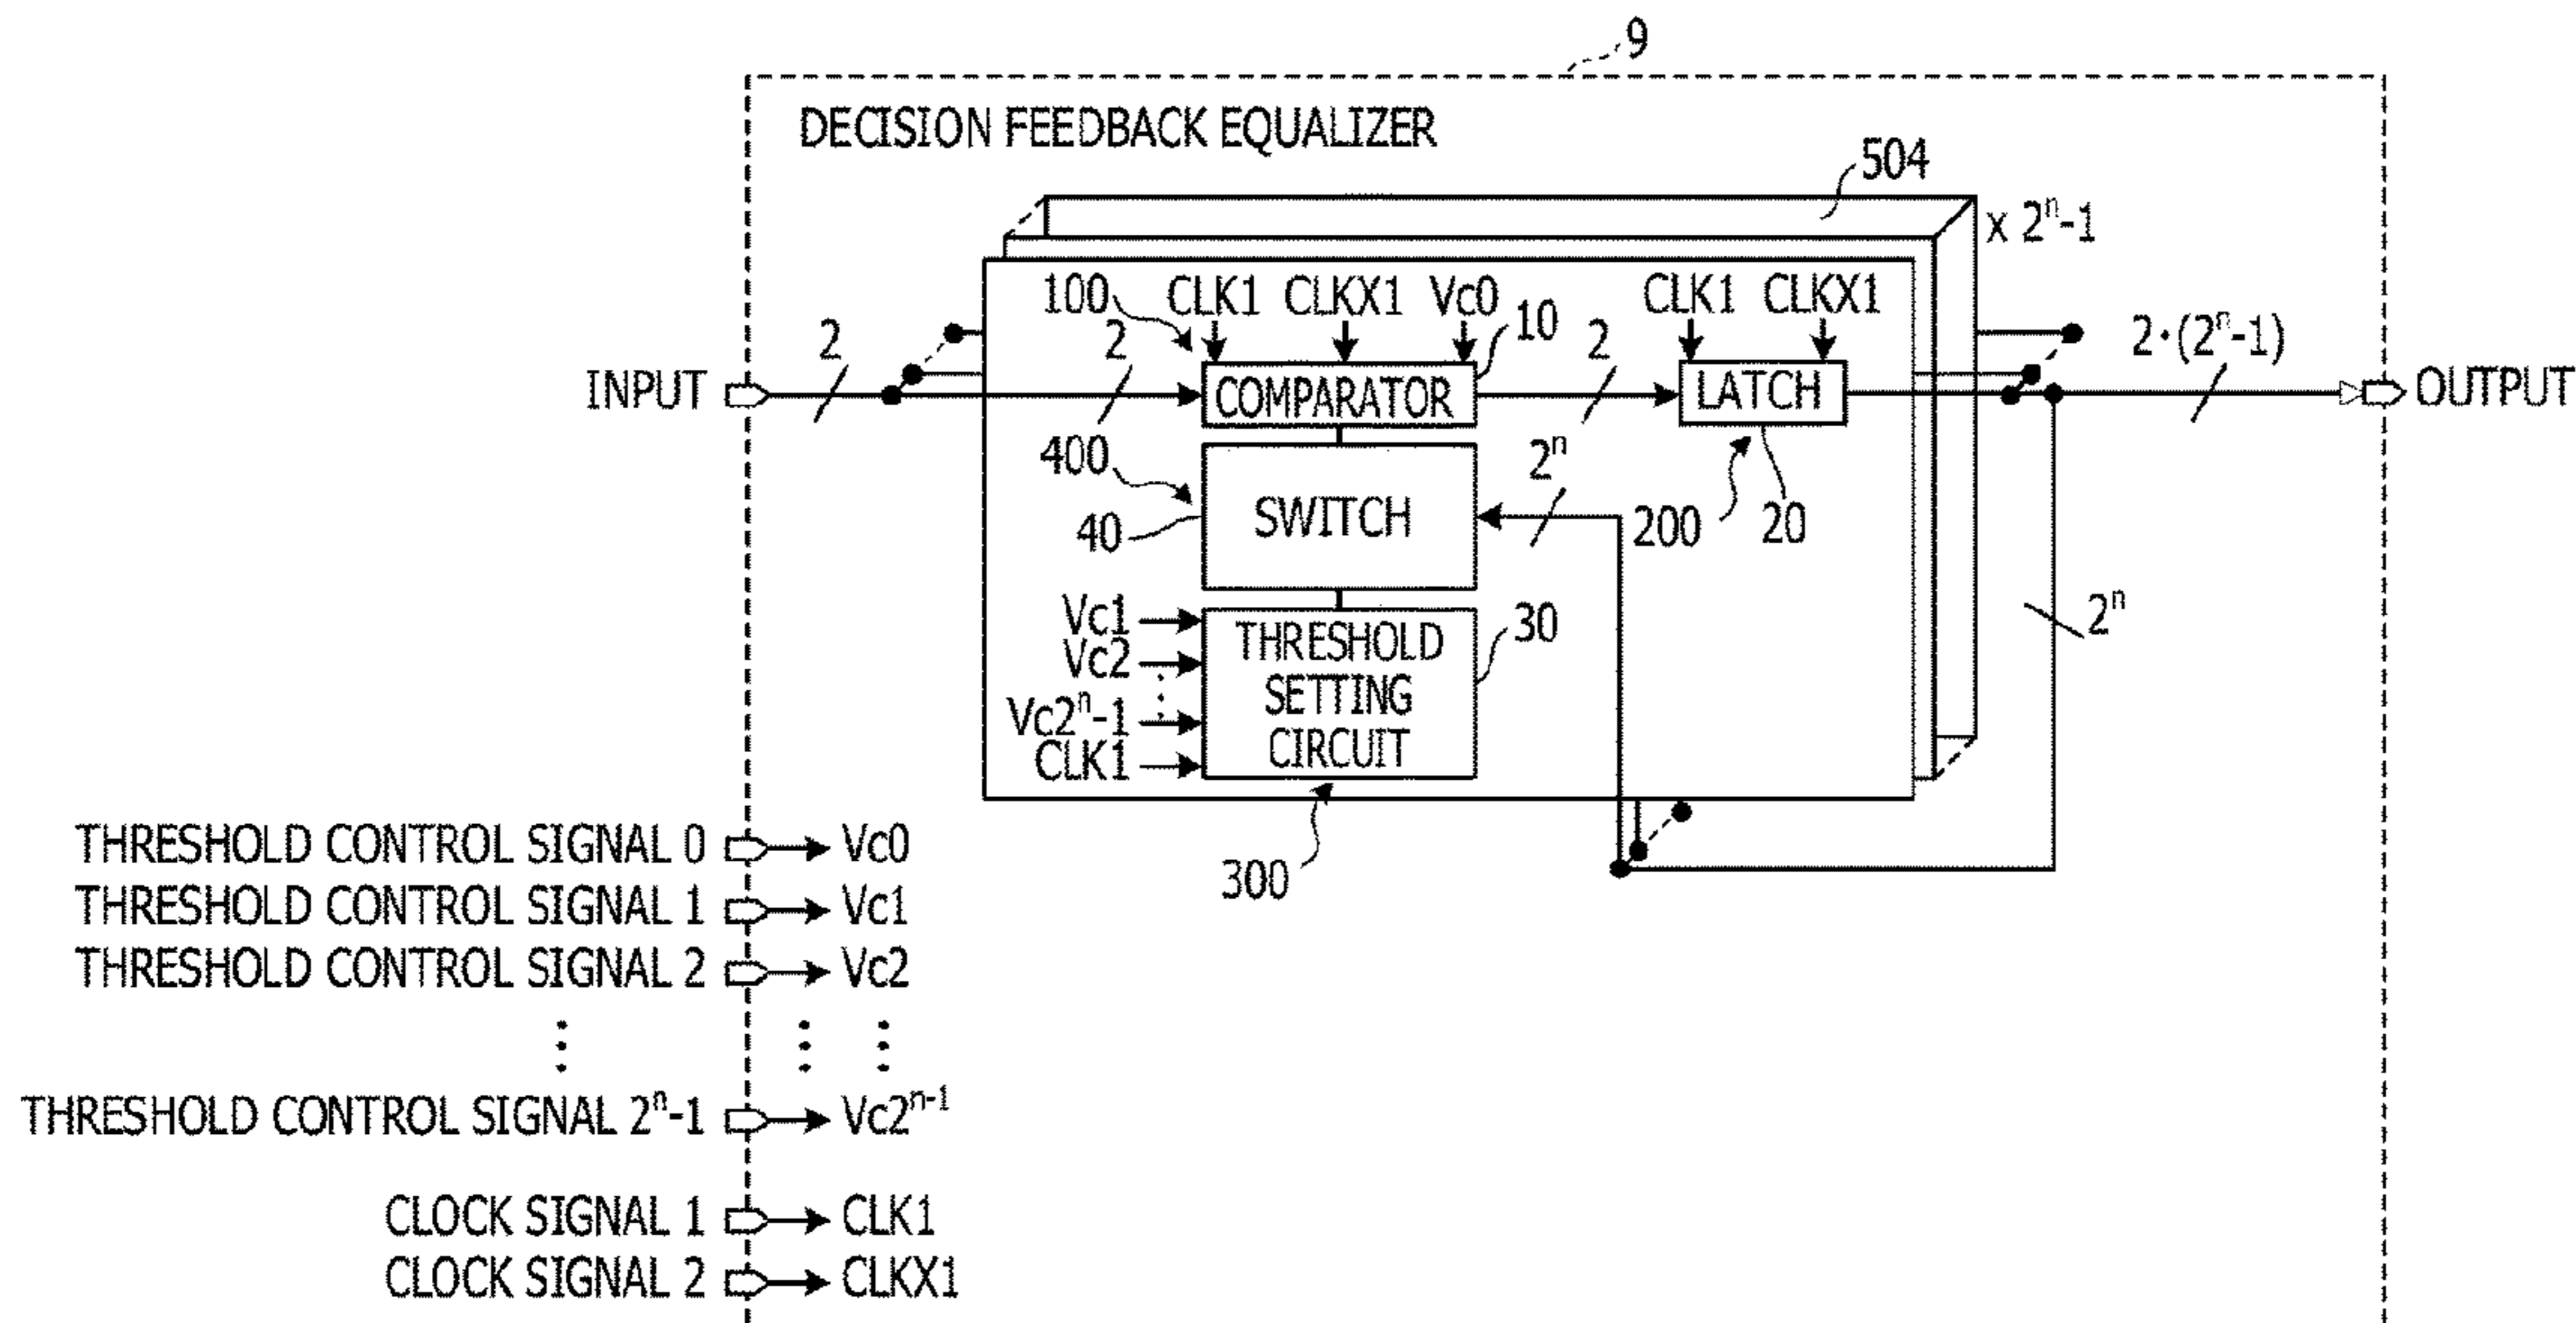 9
DECISION FEEDBACK EQUALIZER
504
x 2ⁿ-1
100 CLK1 CLKX1 Vc0 10 CLK1 CLKX1
2 2 2 2·(2ⁿ-1)
INPUT COMPARATOR LATCH OUTPUT
400 2ⁿ
40 SWITCH 200 20
Vc1 THRESHOLD 30 2ⁿ
Vc2 SETTING
Vc2ⁿ-1 CIRCUIT
CLK1
300
THRESHOLD CONTROL SIGNAL 0 Vc0
THRESHOLD CONTROL SIGNAL 1 Vc1
THRESHOLD CONTROL SIGNAL 2 Vc2
THRESHOLD CONTROL SIGNAL 2ⁿ-1 Vc2ⁿ⁻¹
CLOCK SIGNAL 1 CLK1
CLOCK SIGNAL 2 CLKX1